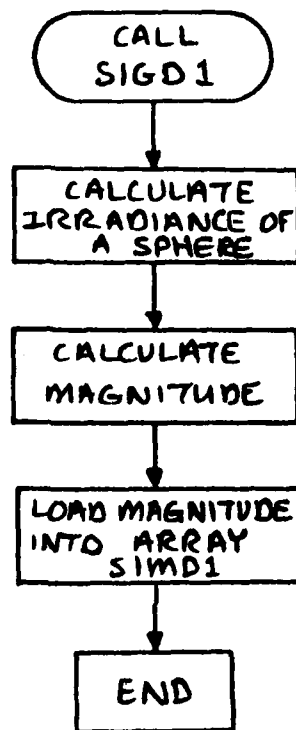 CALL
SIGD1
CALCULATE
IRRADIANCE OF
A SPHERE
CALCULATE
MAGNITUDE
LOAD MAGNITUDE
INTO ARRAY
SIMD1
END